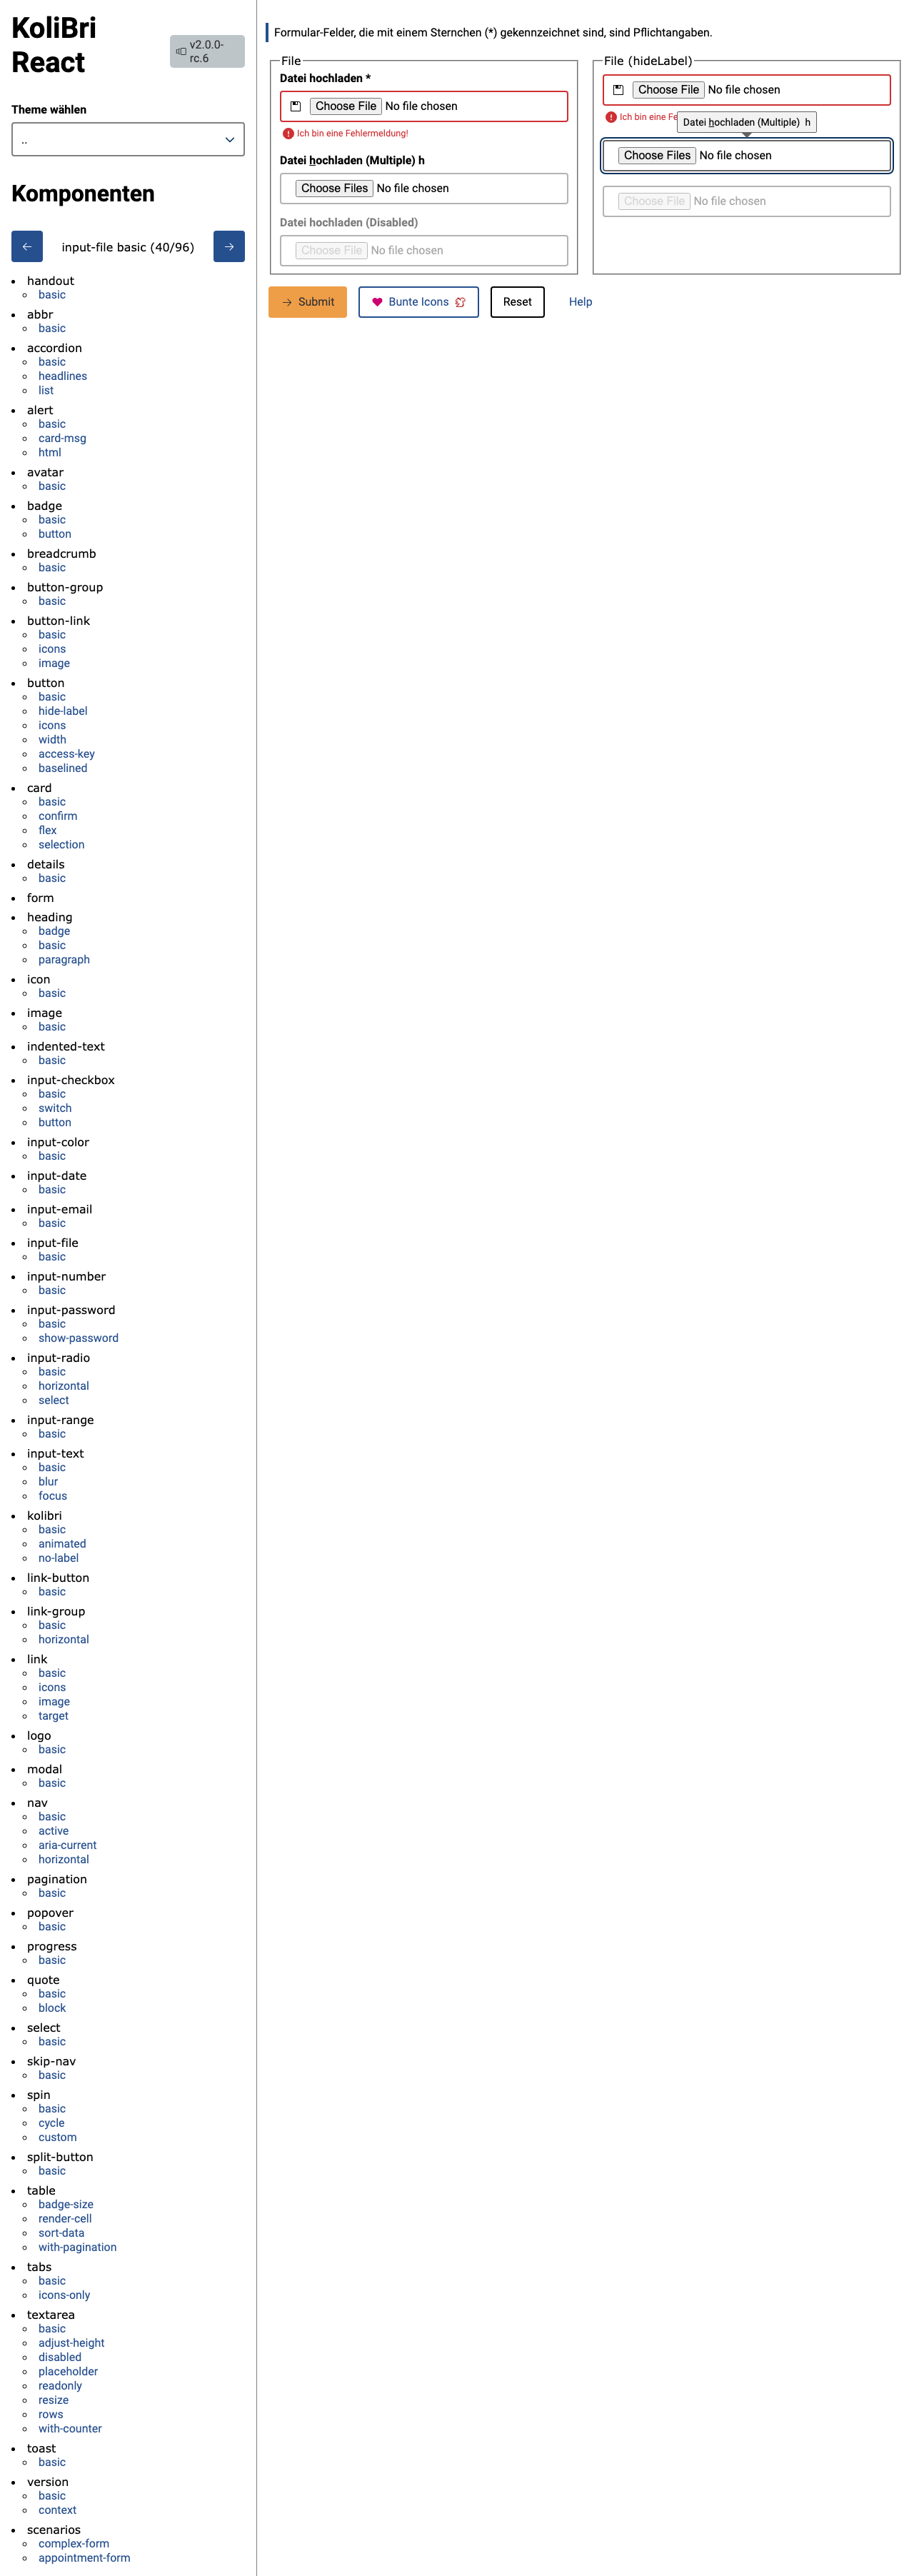 KoliBri
React
v2.0.0-
rc.6
Theme wählen
..
Komponenten
input-file basic (40/96)
handout
basic
abbr
basic
accordion
basic
headlines
list
alert
basic
card-msg
html
avatar
basic
badge
basic
button
breadcrumb
basic
button-group
basic
button-link
basic
icons
image
button
basic
hide-label
icons
width
access-key
baselined
card
basic
confirm
flex
selection
details
basic
form
heading
badge
basic
paragraph
icon
basic
image
basic
indented-text
basic
input-checkbox
basic
switch
button
input-color
basic
input-date
basic
input-email
basic
input-file
basic
input-number
basic
input-password
basic
show-password
input-radio
basic
horizontal
select
input-range
basic
input-text
basic
blur
focus
kolibri
basic
animated
no-label
link-button
basic
link-group
basic
horizontal
link
basic
icons
image
target
logo
basic
modal
basic
nav
basic
active
aria-current
horizontal
pagination
basic
popover
basic
progress
basic
quote
basic
block
select
basic
skip-nav
basic
spin
basic
cycle
custom
split-button
basic
table
badge-size
render-cell
sort-data
with-pagination
tabs
basic
icons-only
textarea
basic
adjust-height
disabled
placeholder
readonly
resize
rows
with-counter
toast
basic
version
basic
context
scenarios
complex-form
appointment-form
Formular-Felder, die mit einem Sternchen (*) gekennzeichnet sind, sind Pflichtangaben.
File
Datei hochladen *
Choose File No file chosen
Ich bin eine Fehlermeldung!
Datei hochladen (Multiple) h
Choose Files No file chosen
Datei hochladen (Disabled)
Choose File No file chosen
File (hideLabel)
Choose File No file chosen
Ich bin eine Fe
Datei hochladen (Multiple) h
Choose Files No file chosen
Choose File No file chosen
Submit
Bunte Icons
Reset
Help